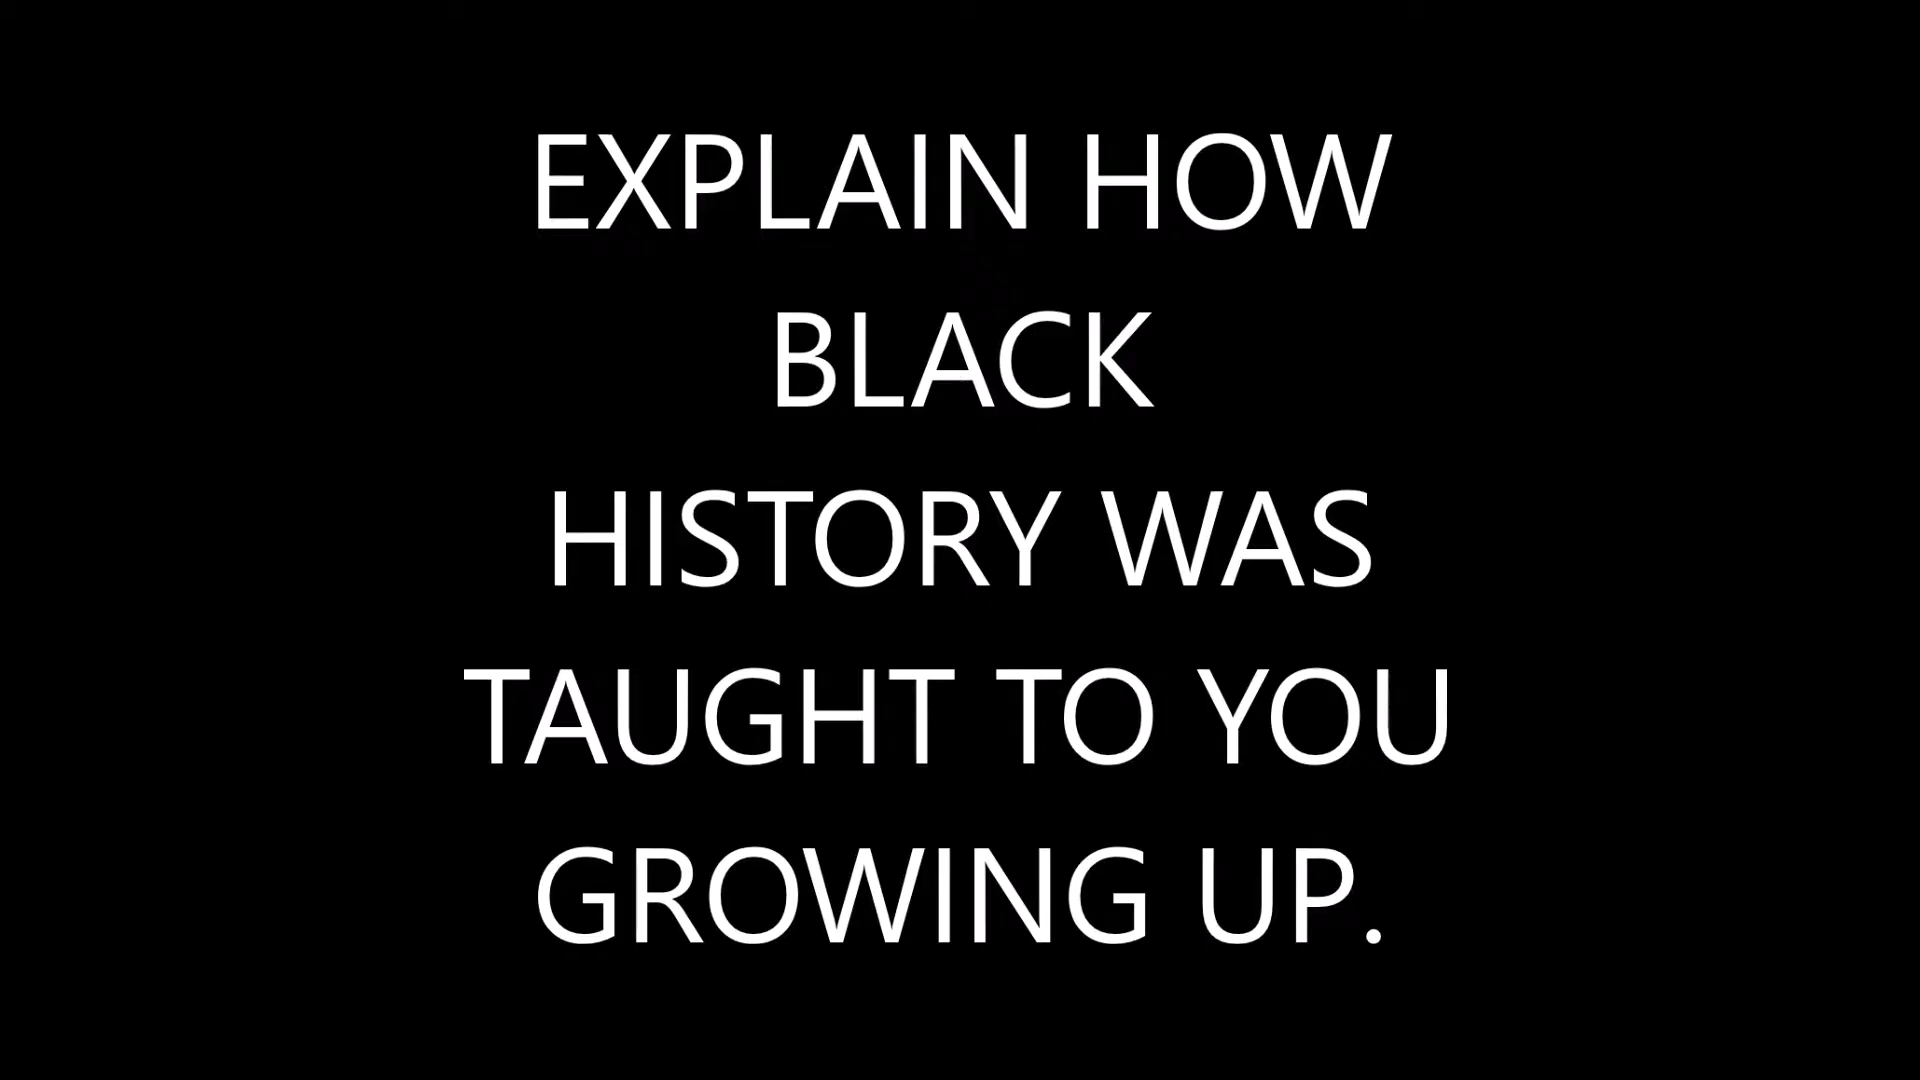 EXPLAIN HOW
BLACK
HISTORY WAS
TAUGHT TO YOU
GROWING UP.